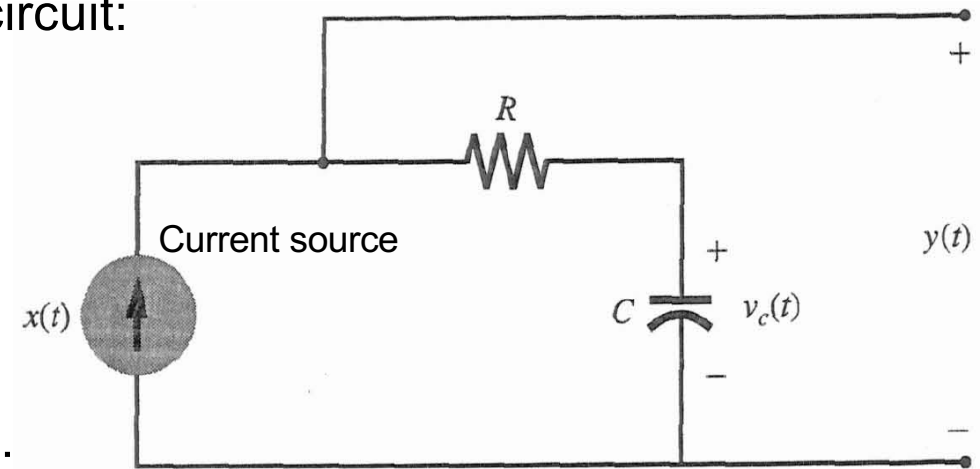 circuit:
+
R
Current source
+
y(t)
x(t)
C
v_c(t)
−
−
.